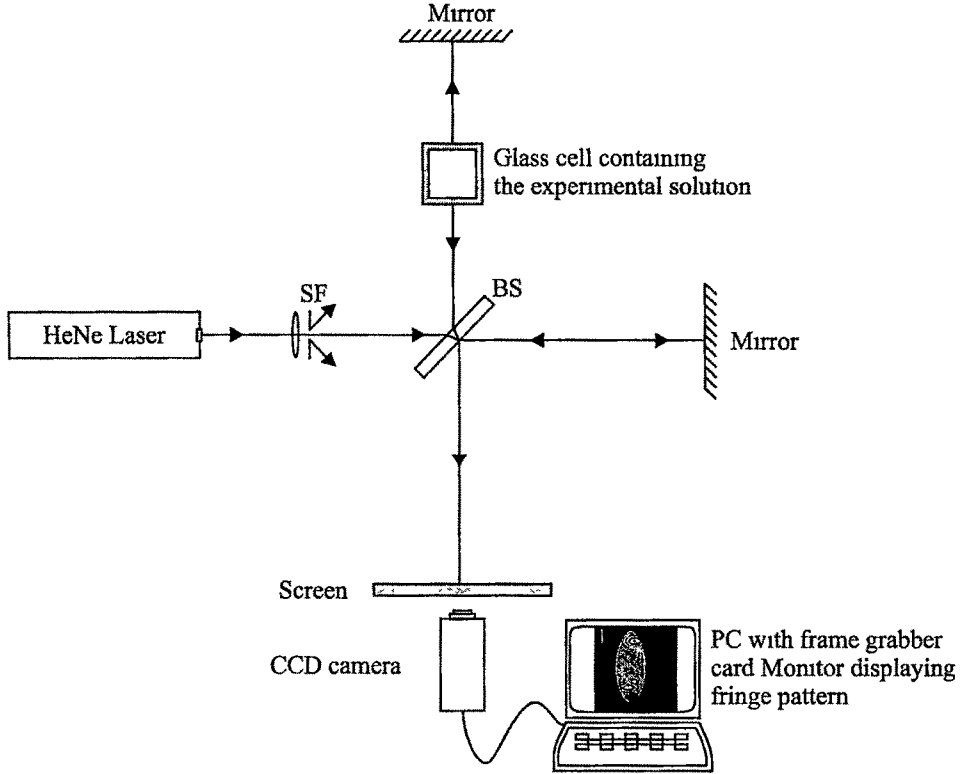 Mirror
Glass cell containing
the experimental solution
SF
BS
HeNe Laser
Mirror
Screen
CCD camera
PC with frame grabber
card Monitor displaying
fringe pattern